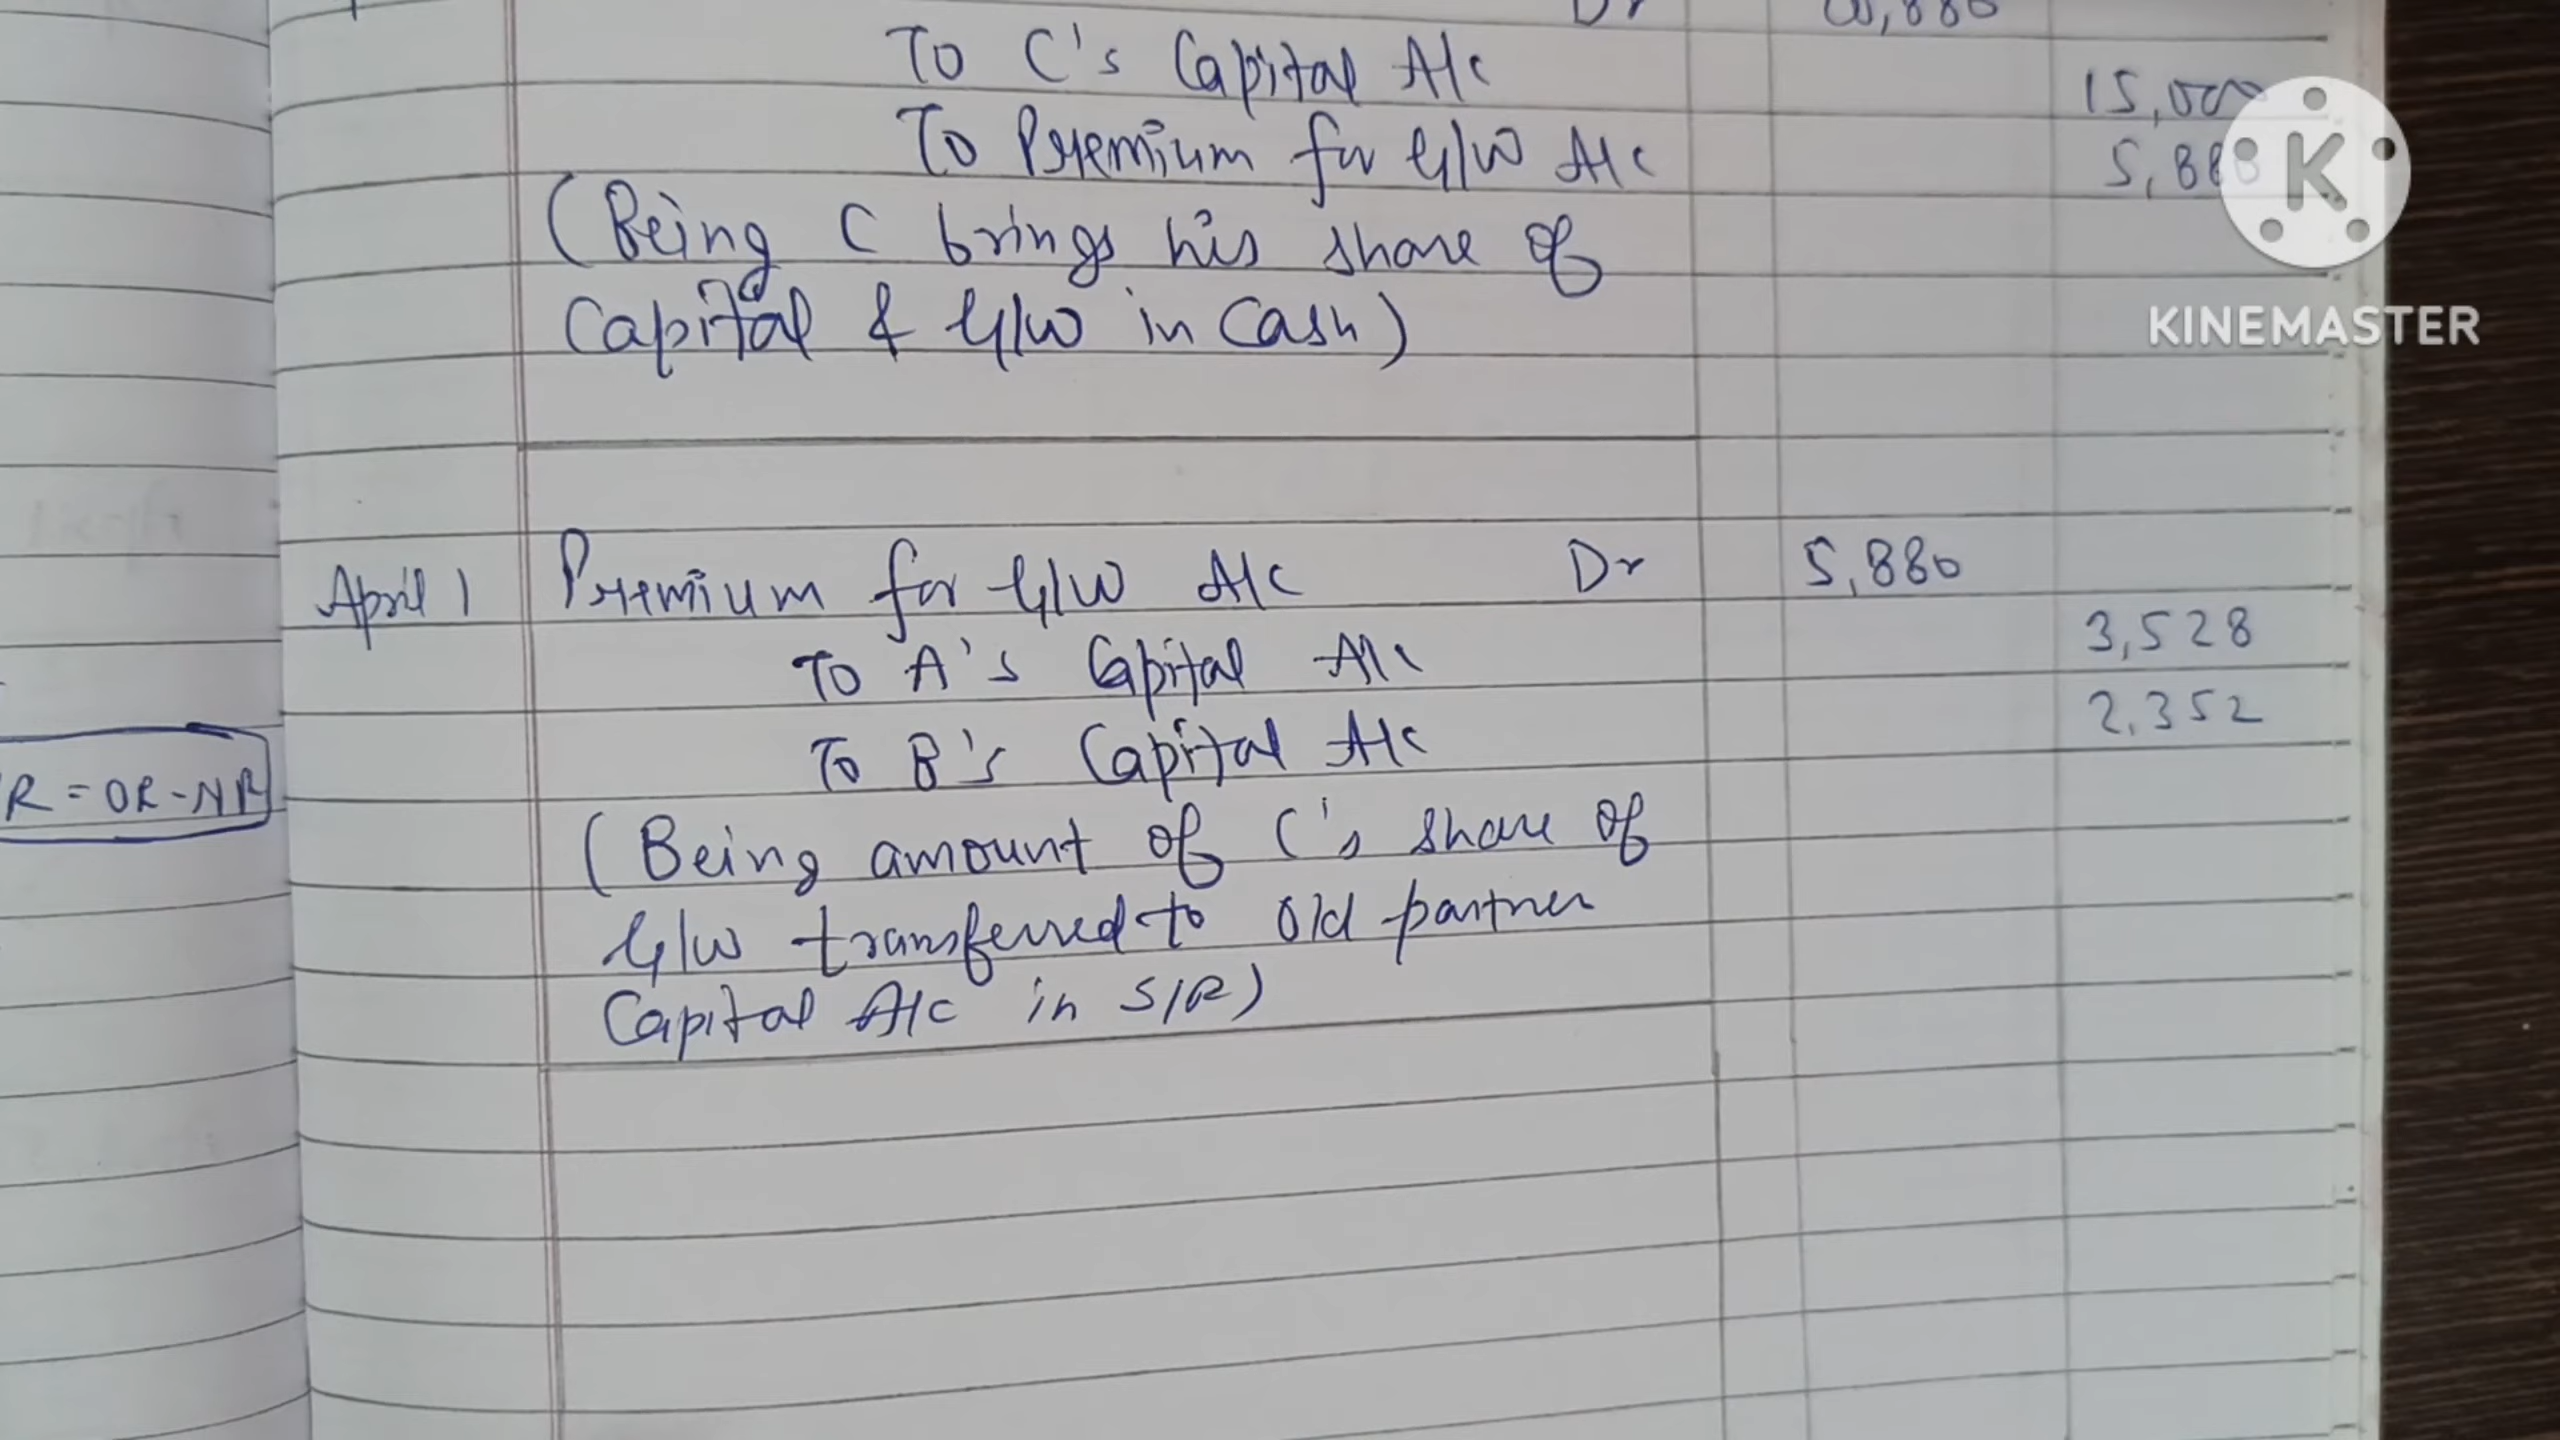 Dr
To C's Capital A/c 15,000
To Premium for G/W A/c 5,880
(Being C brings his share of
Capital & G/W in Cash)
KINEMASTER
April 1 Premium for G/W A/c Dr 5,880
To A's Capital A/c 3,528
To B's Capital A/c 2,352
R = OR - NR
(Being amount of C's share of
G/W transferred to old partner
Capital A/c in S/R)